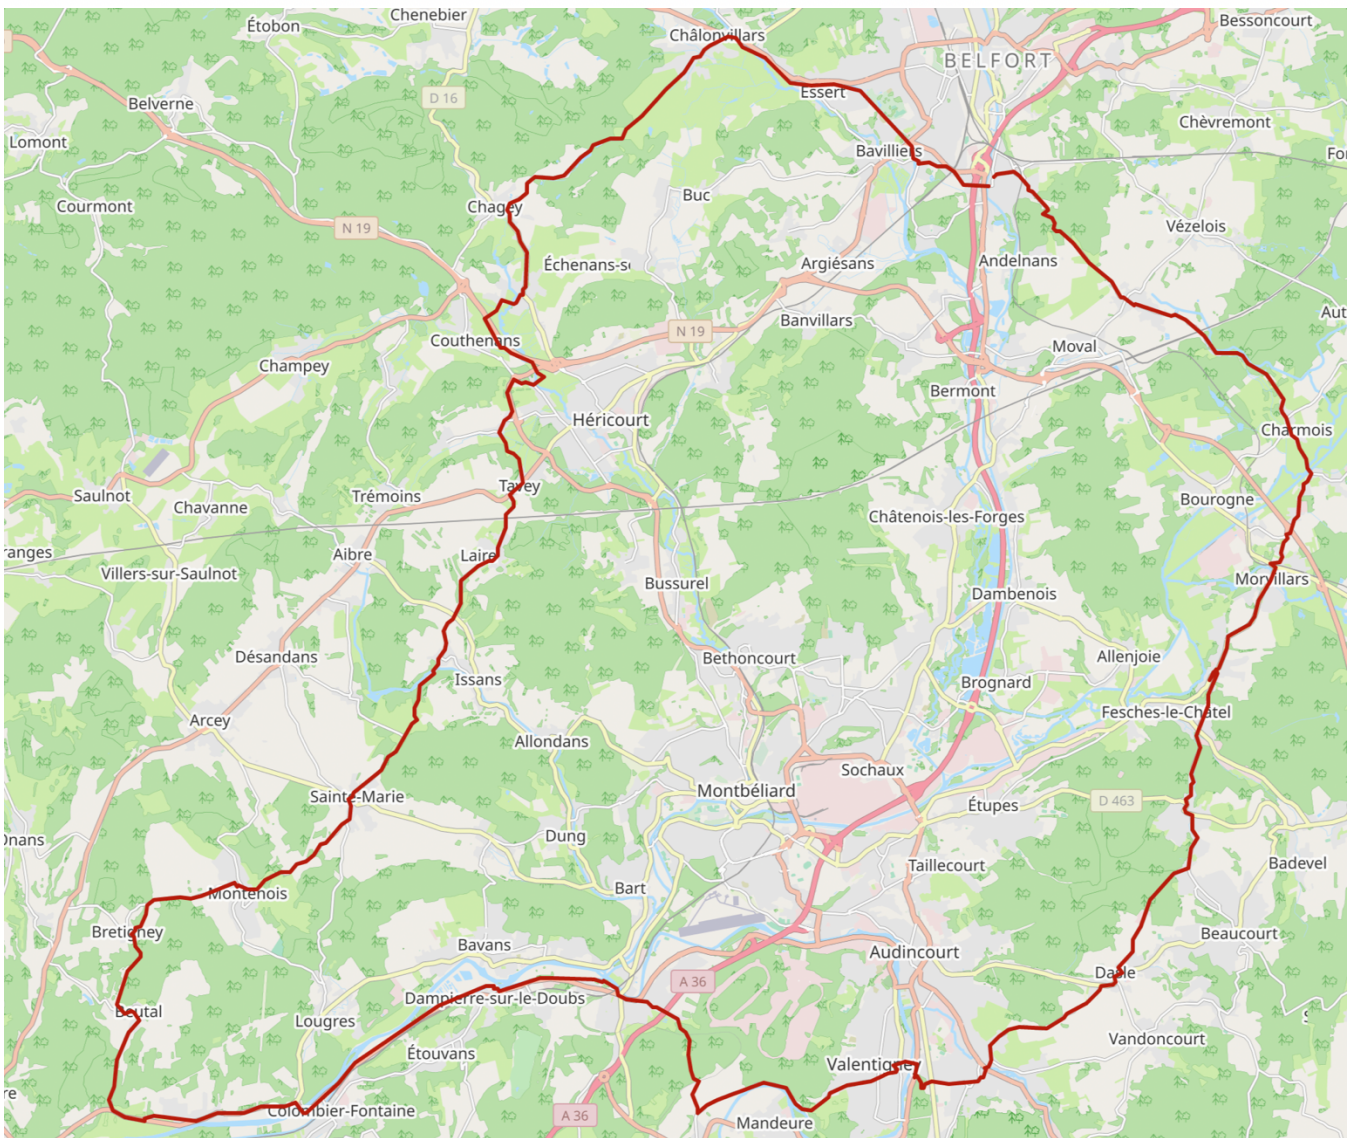 Chenebier
Étobon
Châlonvillars
Bessoncourt
BELFORT
Essert
D 16
Belverne
Chèvremont
Lomont
Bavilliers
Buc
Courmont
Chagey
N 19
Vézelois
Échenans-s
Argiésans
Andelnans
Banvillars
N 19
Couthenans
Moval
Champey
Bermont
Héricourt
Charmois
Tavey
Saulnot
Trémoins
Bourogne
Chavanne
Châtenois-les-Forges
ranges
Aibre
Laire
Villers-sur-Saulnot
Bussurel
Morvillars
Dambenois
Désandans
Bethoncourt
Allenjoie
Issans
Brognard
Arcey
Fesches-le-Châtel
Allondans
Sochaux
Montbéliard
Sainte-Marie
Étupes
D 463
Dung
Onans
Taillecourt
Badevel
Montenois
Bart
Bretigney
Beaucourt
Bavans
Audincourt
Dasle
A 36
Dampierre-sur-le-Doubs
Beutal
Lougres
Vandoncourt
Étouvans
Valentigney
Colombier-Fontaine
A 36
Mandeure